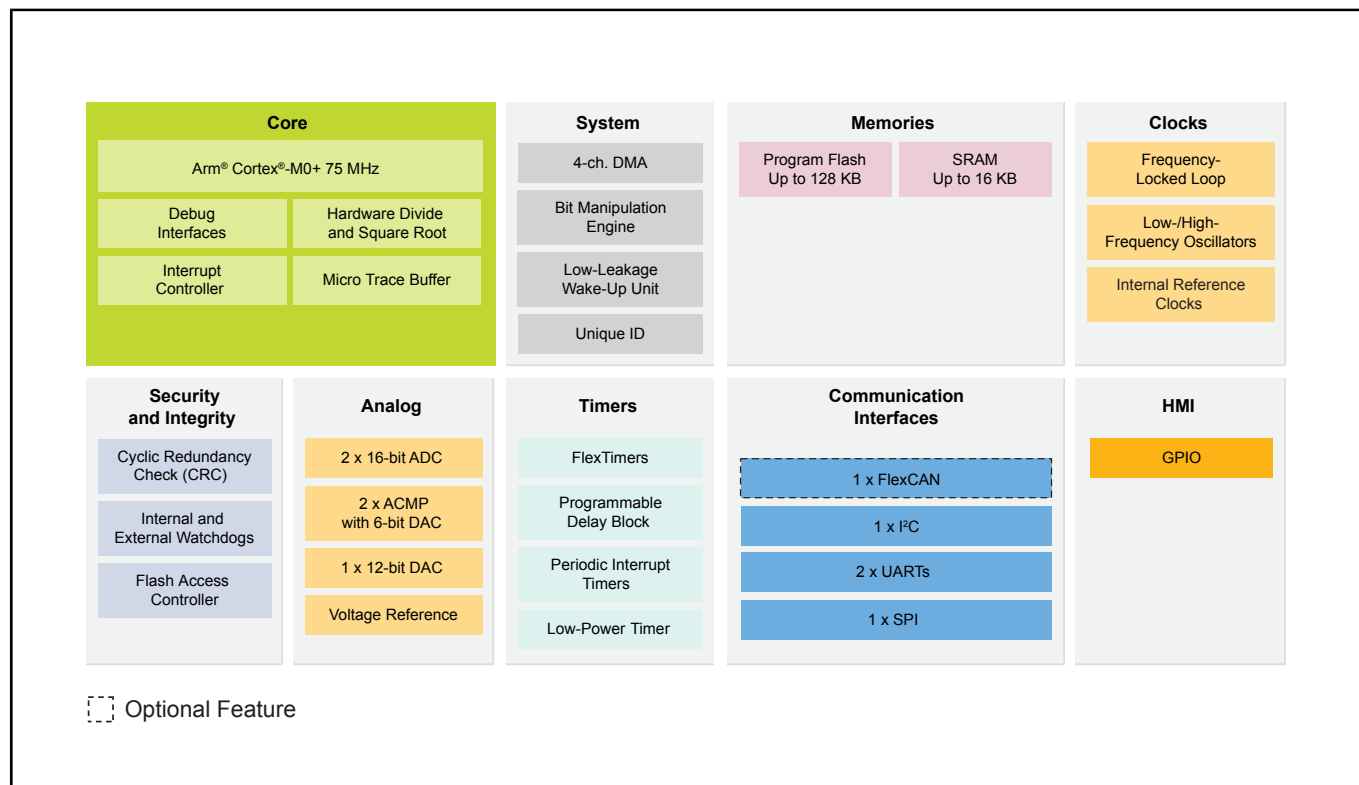 Core
Arm® Cortex®-M0+ 75 MHz
Debug
Interfaces
Hardware Divide
and Square Root
Interrupt
Controller
Micro Trace Buffer
System
4-ch. DMA
Bit Manipulation
Engine
Low-Leakage
Wake-Up Unit
Unique ID
Memories
Program Flash
Up to 128 KB
SRAM
Up to 16 KB
Clocks
Frequency-
Locked Loop
Low-/High-
Frequency Oscillators
Internal Reference
Clocks
Security
and Integrity
Cyclic Redundancy
Check (CRC)
Internal and
External Watchdogs
Flash Access
Controller
Analog
2 x 16-bit ADC
2 x ACMP
with 6-bit DAC
1 x 12-bit DAC
Voltage Reference
Timers
FlexTimers
Programmable
Delay Block
Periodic Interrupt
Timers
Low-Power Timer
Communication
Interfaces
1 x FlexCAN
1 x I²C
2 x UARTs
1 x SPI
HMI
GPIO
Optional Feature